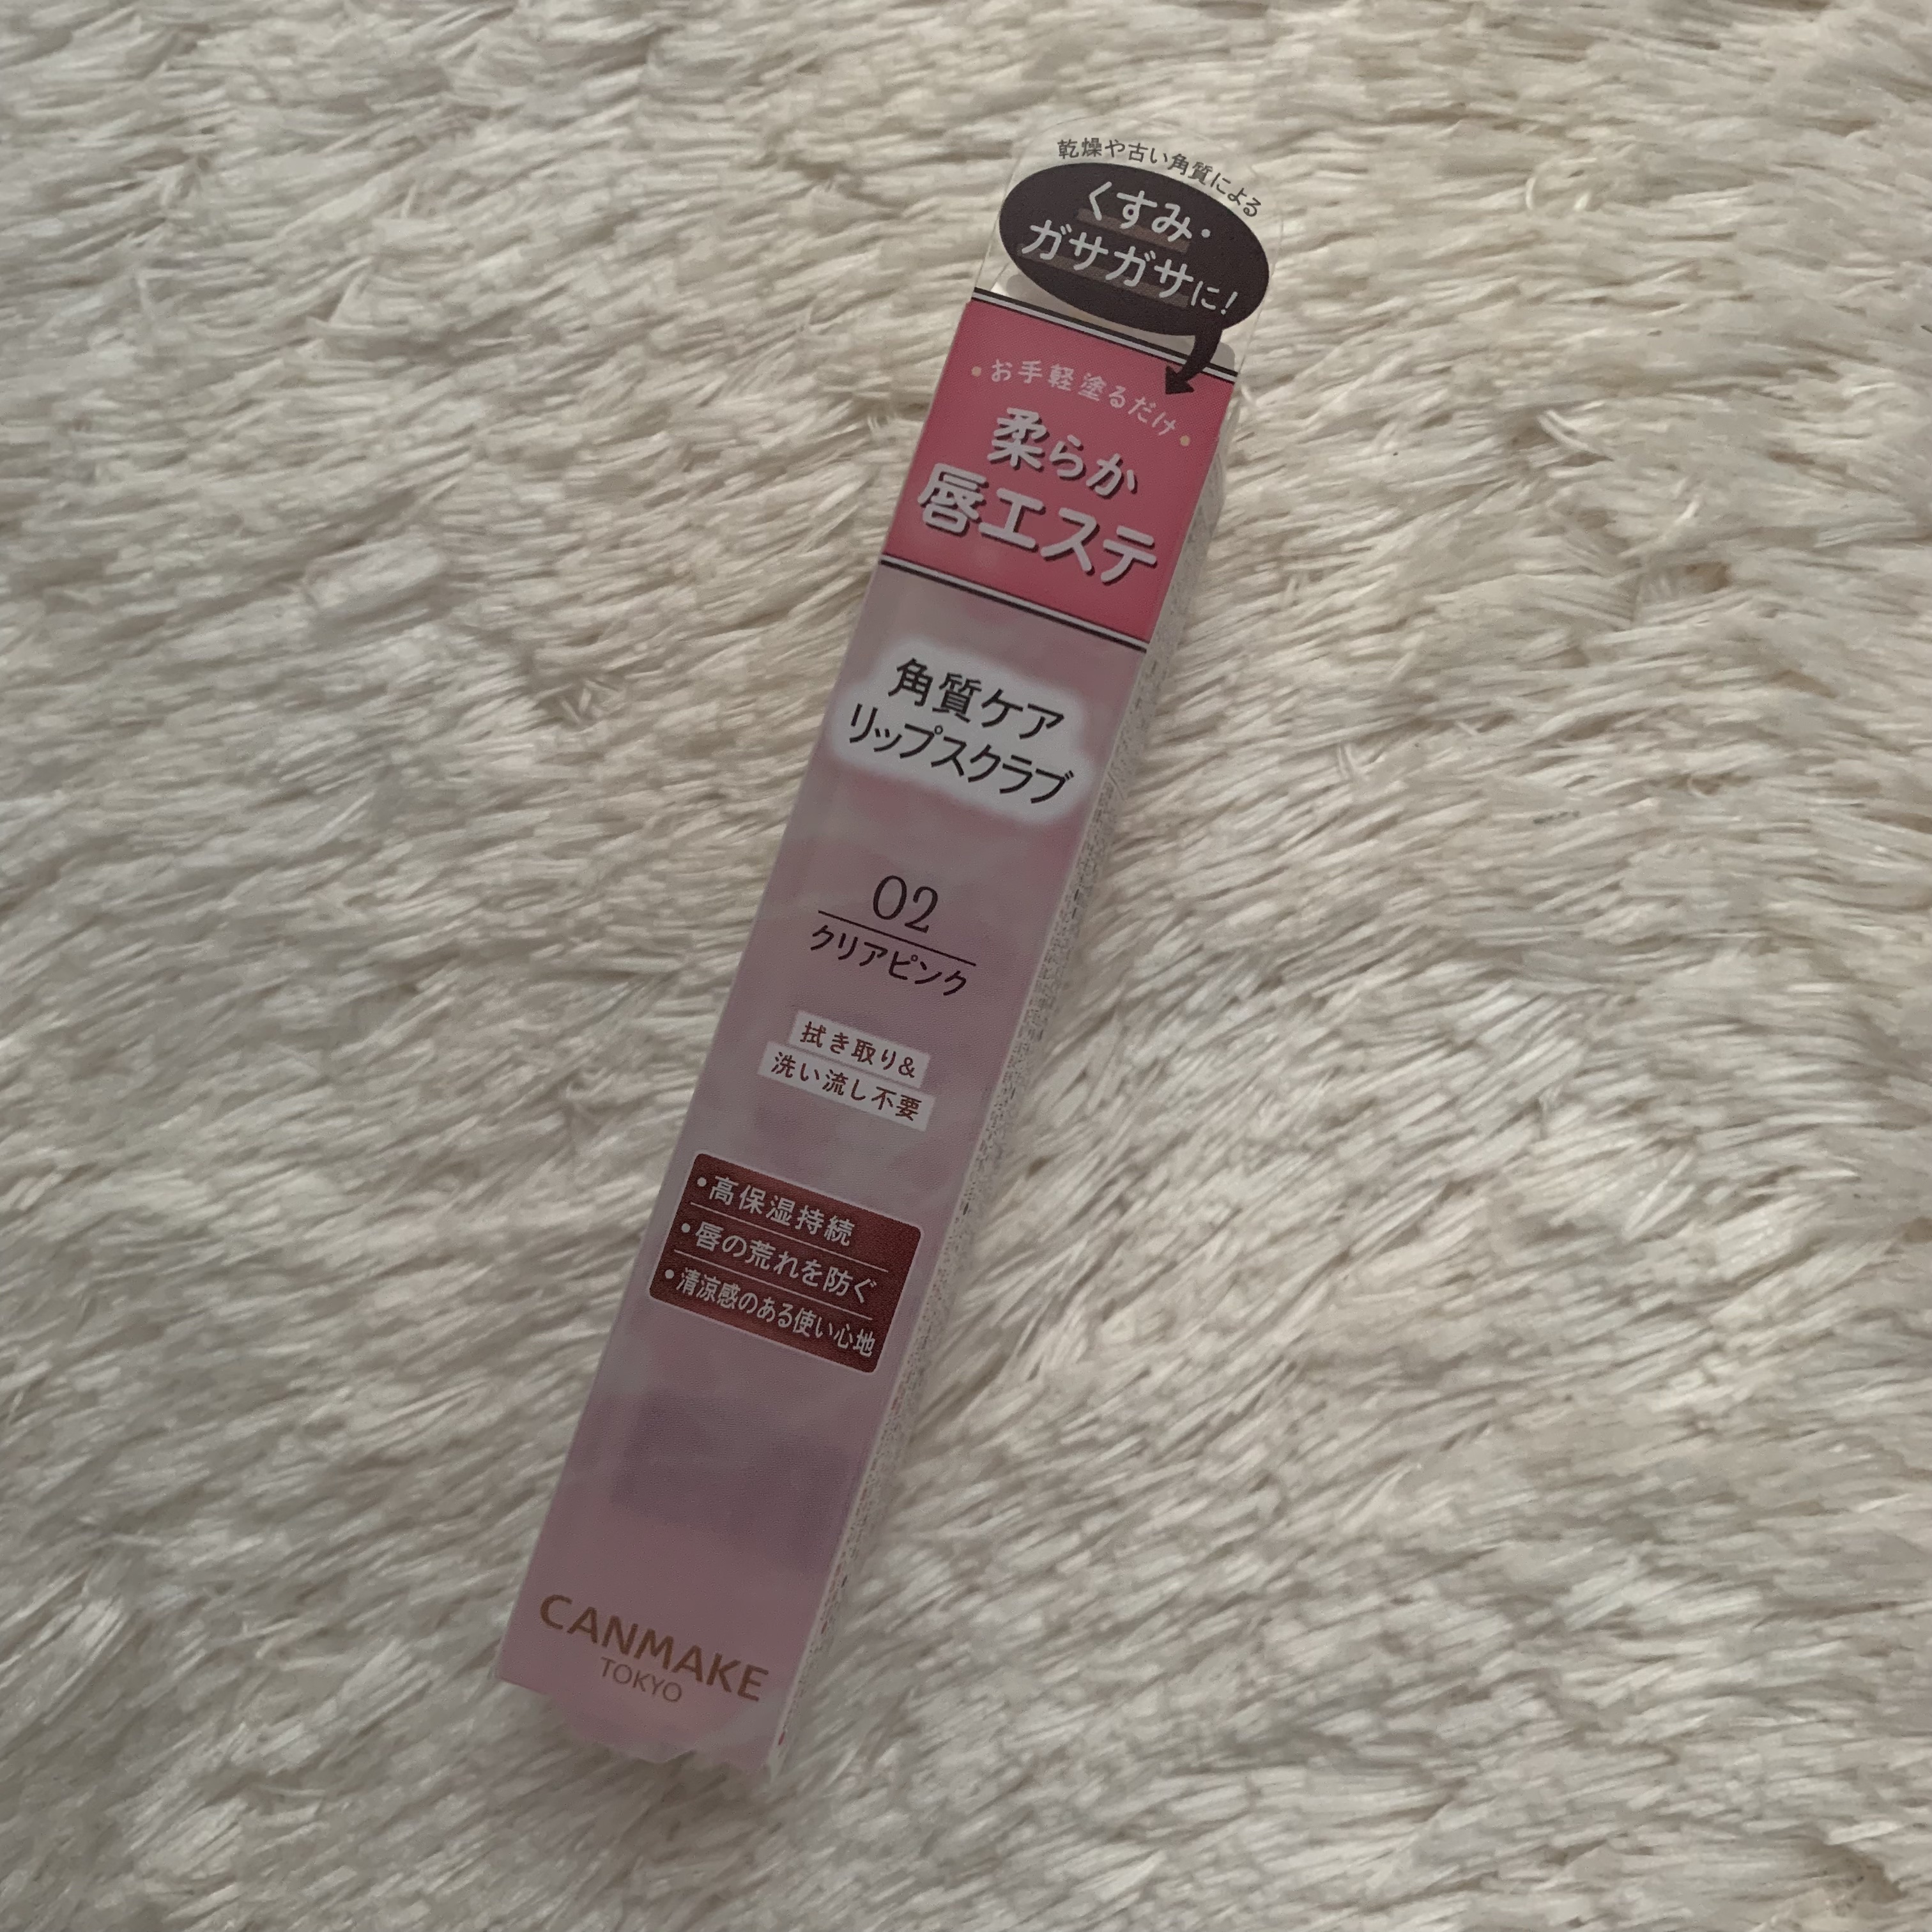 乾燥や古い角質による
くすみ・
ガサガサに!
・お手軽塗るだけ・
柔らか
唇エステ
角質ケア
リップスクラブ
02
クリアピンク
拭き取り&
洗い流し不要
・高保湿持続
・唇の荒れを防ぐ
・清涼感のある使い心地
CANMAKE
TOKYO